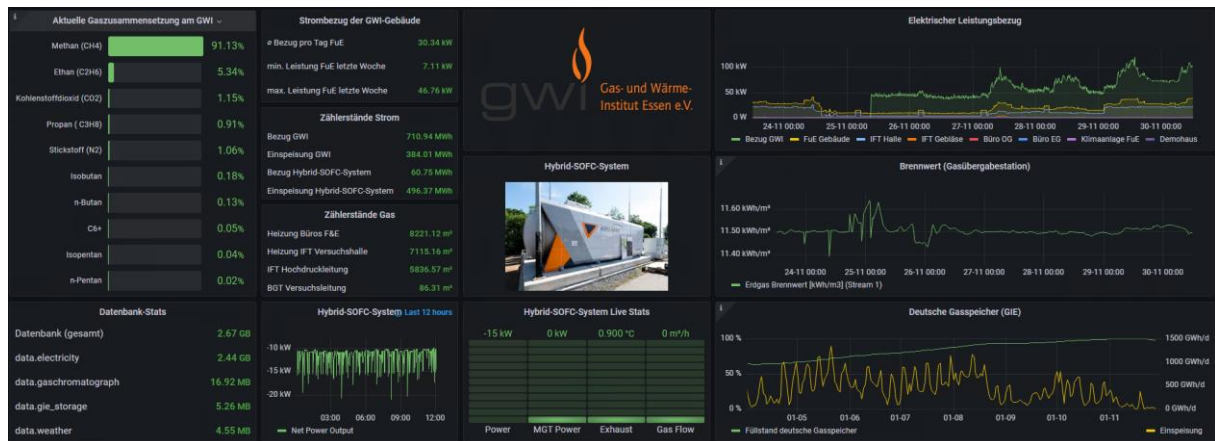 Aktuelle Gaszusammensetzung am GWI
Methan (CH4) 91.13%
Ethan (C2H6) 5.34%
Kohlenstoffdioxid (CO2) 1.15%
Propan ( C3H8) 0.91%
Stickstoff (N2) 1.06%
Isobutan 0.18%
n-Butan 0.13%
C6+ 0.05%
Isopentan 0.04%
n-Pentan 0.02%
Strombezug der GWI-Gebäude
ø Bezug pro Tag FuE 30.34 kW
min. Leistung FuE letzte Woche 7.11 kW
max. Leistung FuE letzte Woche 46.76 kW
Zählerstände Strom
Bezug GWI 710.94 MWh
Einspeisung GWI 384.01 MWh
Bezug Hybrid-SOFC-System 60.75 MWh
Einspeisung Hybrid-SOFC-System 496.37 MWh
Zählerstände Gas
Heizung Büros F&E 8221.12 m³
Heizung IFT Versuchshalle 7115.16 m³
IFT Hochdruckleitung 5836.57 m³
BGT Versuchsleitung 86.31 m³
gwi
Gas- und Wärme-
Institut Essen e.V.
Hybrid-SOFC-System
Elektrischer Leistungsbezug
100 kW
50 kW
0 W
24-11 00:00 25-11 00:00 26-11 00:00 27-11 00:00 28-11 00:00 29-11 00:00 30-11 00:00
Bezug GWI FuE Gebäude IFT Halle IFT Gebläse Büro OG Büro EG Klimaanlage FuE Demohaus
Brennwert (Gasübergabestation)
11.60 kWh/m³
11.50 kWh/m³
11.40 kWh/m³
24-11 00:00 25-11 00:00 26-11 00:00 27-11 00:00 28-11 00:00 29-11 00:00 30-11 00:00
Erdgas Brennwert [kWh/m3] (Stream 1)
Datenbank-Stats
Datenbank (gesamt) 2.67 GB
data.electricity 2.44 GB
data.gaschromatograph 16.92 MB
data.gie_storage 5.26 MB
data.weather 4.55 MB
Hybrid-SOFC-System Last 12 hours
-10 kW
-15 kW
-20 kW
03:00 06:00 09:00 12:00
Net Power Output
Hybrid-SOFC-System Live Stats
-15 kW 0 kW 0.900 °C 0 m³/h
Power MGT Power Exhaust Gas Flow
Deutsche Gasspeicher (GIE)
100 % 1500 GWh/d
1000 GWh/d
50 % 500 GWh/d
0 % 0 GWh/d
01-05 01-06 01-07 01-08 01-09 01-10 01-11
Füllstand deutsche Gasspeicher Einspeisung